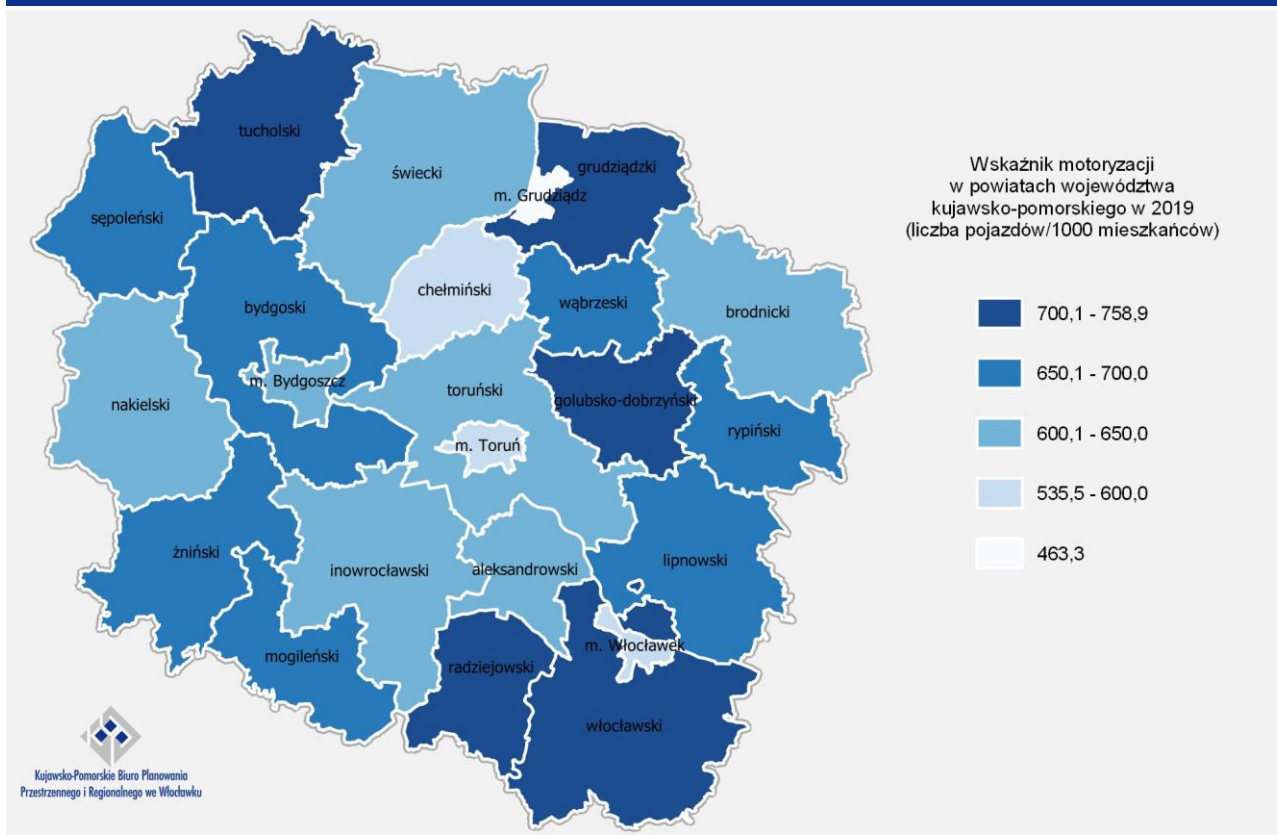 tucholski
świecki
grudziądzki
m. Grudziądz
sępoleński
chełmiński
bydgoski
wąbrzeski
brodnicki
m. Bydgoszcz
nakielski
toruński
golubsko-dobrzyński
rypiński
m. Toruń
żniński
inowrocławski
aleksandrowski
lipnowski
mogileński
radziejowski
m. Włocławek
włocławski
Wskaźnik motoryzacji
w powiatach województwa
kujawsko-pomorskiego w 2019
(liczba pojazdów/1000 mieszkańców)
700,1 - 758,9
650,1 - 700,0
600,1 - 650,0
535,5 - 600,0
463,3
Kujawsko-Pomorskie Biuro Planowania
Przestrzennego i Regionalnego we Włocławku